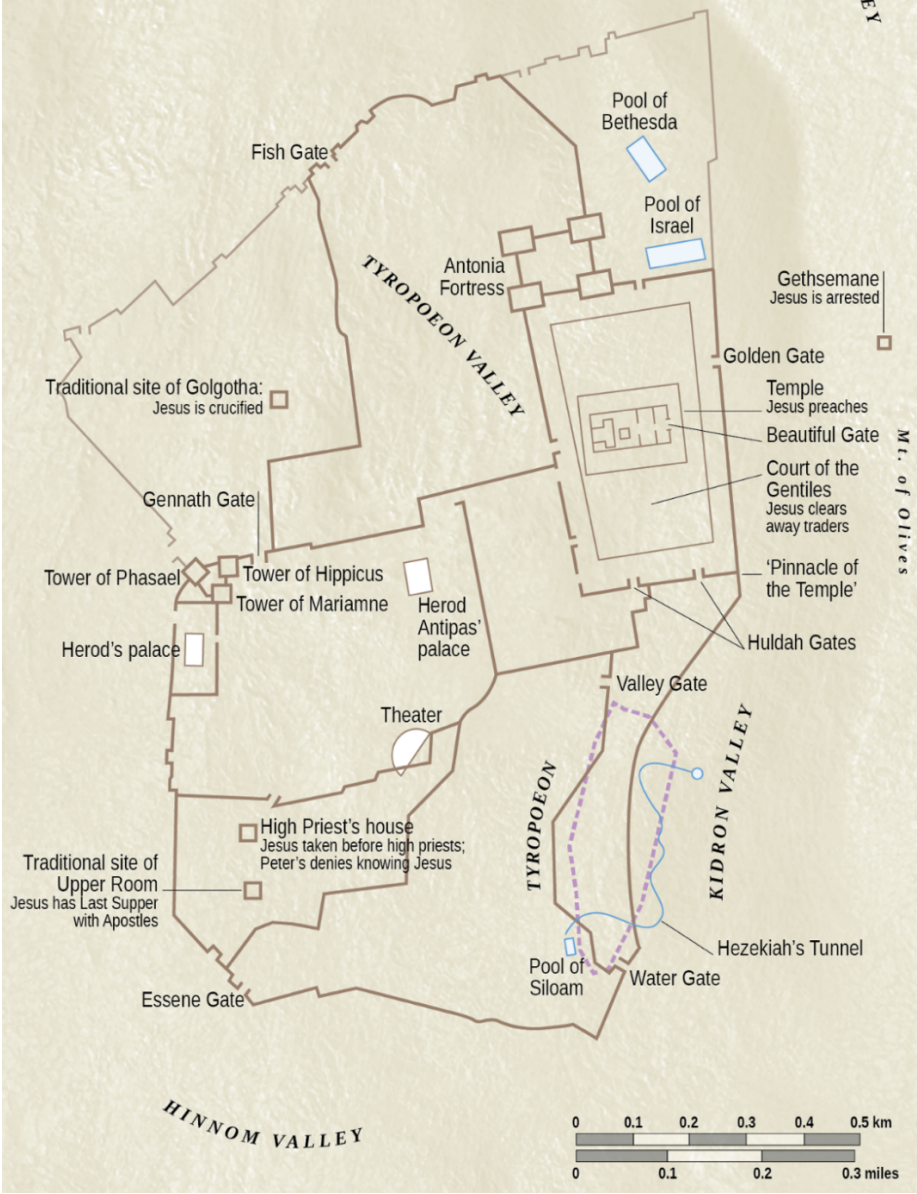 EY
Pool of
Bethesda
Fish Gate
Pool of
Israel
TYROPOEON VALLEY
Antonia
Fortress
Gethsemane
Jesus is arrested
Golden Gate
Traditional site of Golgotha:
Jesus is crucified
Temple
Jesus preaches
Beautiful Gate
Mt. of Olives
Court of the
Gentiles
Jesus clears
away traders
Gennath Gate
Tower of Phasael
Tower of Hippicus
Tower of Mariamne
Herod
Antipas'
palace
‘Pinnacle of
the Temple’
Herod's palace
Huldah Gates
Valley Gate
Theater
TYROPOEON
KIDRON VALLEY
High Priest's house
Jesus taken before high priests;
Peter's denies knowing Jesus
Traditional site of
Upper Room
Jesus has Last Supper
with Apostles
Hezekiah's Tunnel
Pool of
Siloam
Water Gate
Essene Gate
HINNOM VALLEY
0 0.1 0.2 0.3 0.4 0.5 km
0 0.1 0.2 0.3 miles